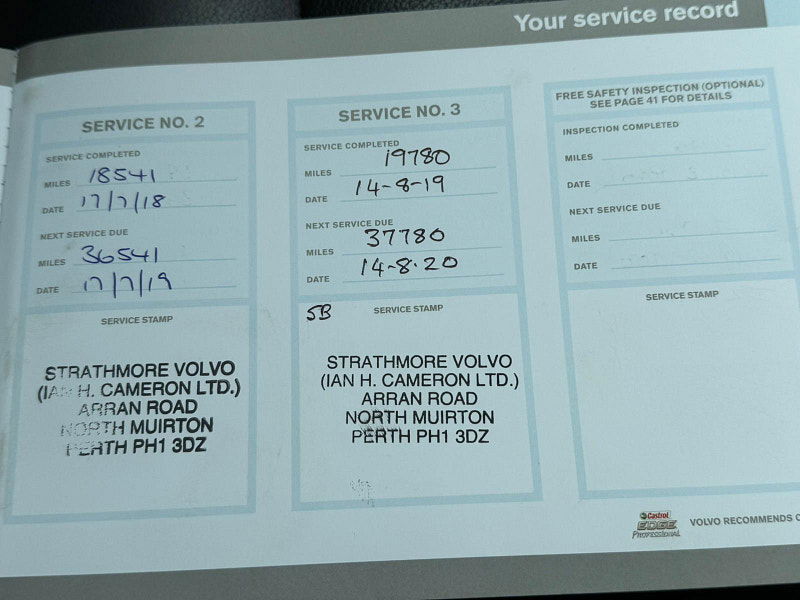 Your service record
SERVICE NO. 2
SERVICE COMPLETED
MILES 18541
DATE 17/7/18
NEXT SERVICE DUE
MILES 36541
DATE 17/7/19
SERVICE STAMP
STRATHMORE VOLVO
(IAN H. CAMERON LTD.)
ARRAN ROAD
NORTH MUIRTON
PERTH PH1 3DZ
SERVICE NO. 3
SERVICE COMPLETED
MILES 19780
DATE 14-8-19
NEXT SERVICE DUE
MILES 37780
DATE 14-8-20
SB SERVICE STAMP
STRATHMORE VOLVO
(IAN H. CAMERON LTD.)
ARRAN ROAD
NORTH MUIRTON
PERTH PH1 3DZ
FREE SAFETY INSPECTION (OPTIONAL)
SEE PAGE 41 FOR DETAILS
INSPECTION COMPLETED
MILES
DATE
NEXT SERVICE DUE
MILES
DATE
SERVICE STAMP
Castrol
EDGE
Professional
VOLVO RECOMMENDS